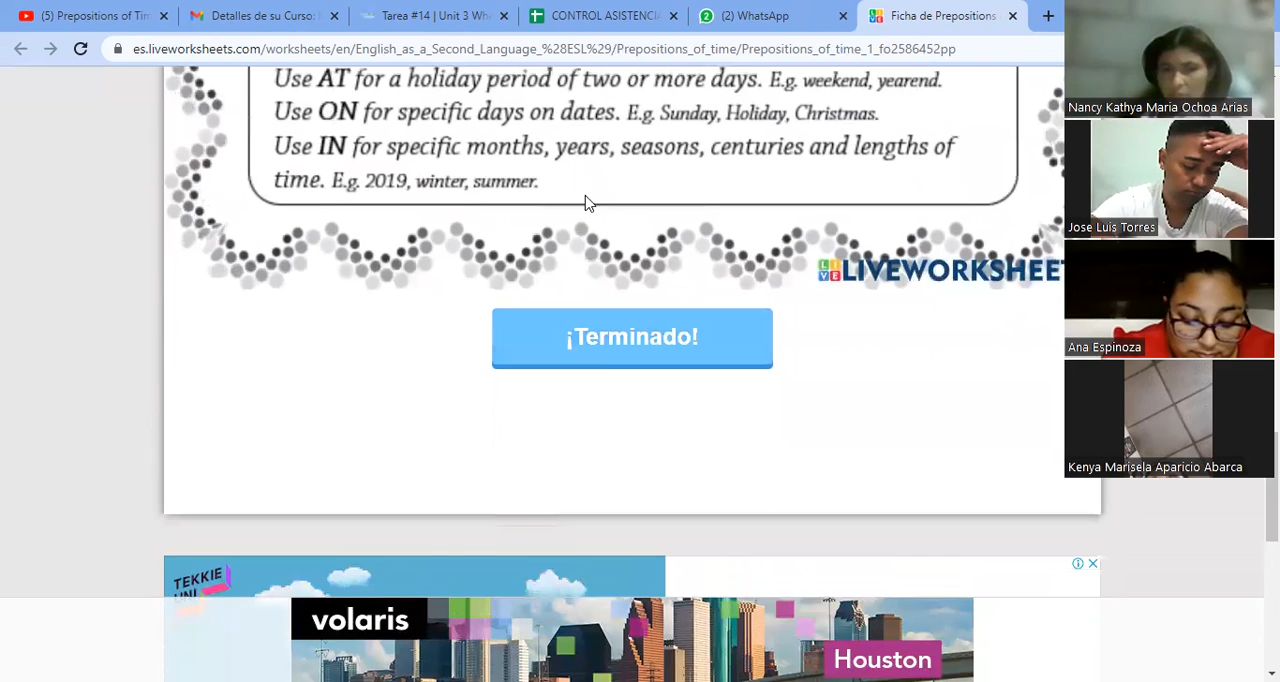 (5) Prepositions of Tim
Detalles de su Curso:
Tarea #14 | Unit 3 Wh
CONTROL ASISTENCI
(2) WhatsApp
Ficha de Prepositions
es.liveworksheets.com/worksheets/en/English_as_a_Second_Language_%28ESL%29/Prepositions_of_time/Prepositions_of_time_1_fo2586452pp
Use AT for a holiday period of two or more days. E.g. weekend, yearend.
Use ON for specific days on dates. E.g. Sunday, Holiday, Christmas.
Use IN for specific months, years, seasons, centuries and lengths of
time. E.g. 2019, winter, summer.
LIVE LIVEWORKSHEE
¡Terminado!
TEKKIE
UNI
volaris
Houston
Nancy Kathya Maria Ochoa Arias
Jose Luis Torres
Ana Espinoza
Kenya Marisela Aparicio Abarca